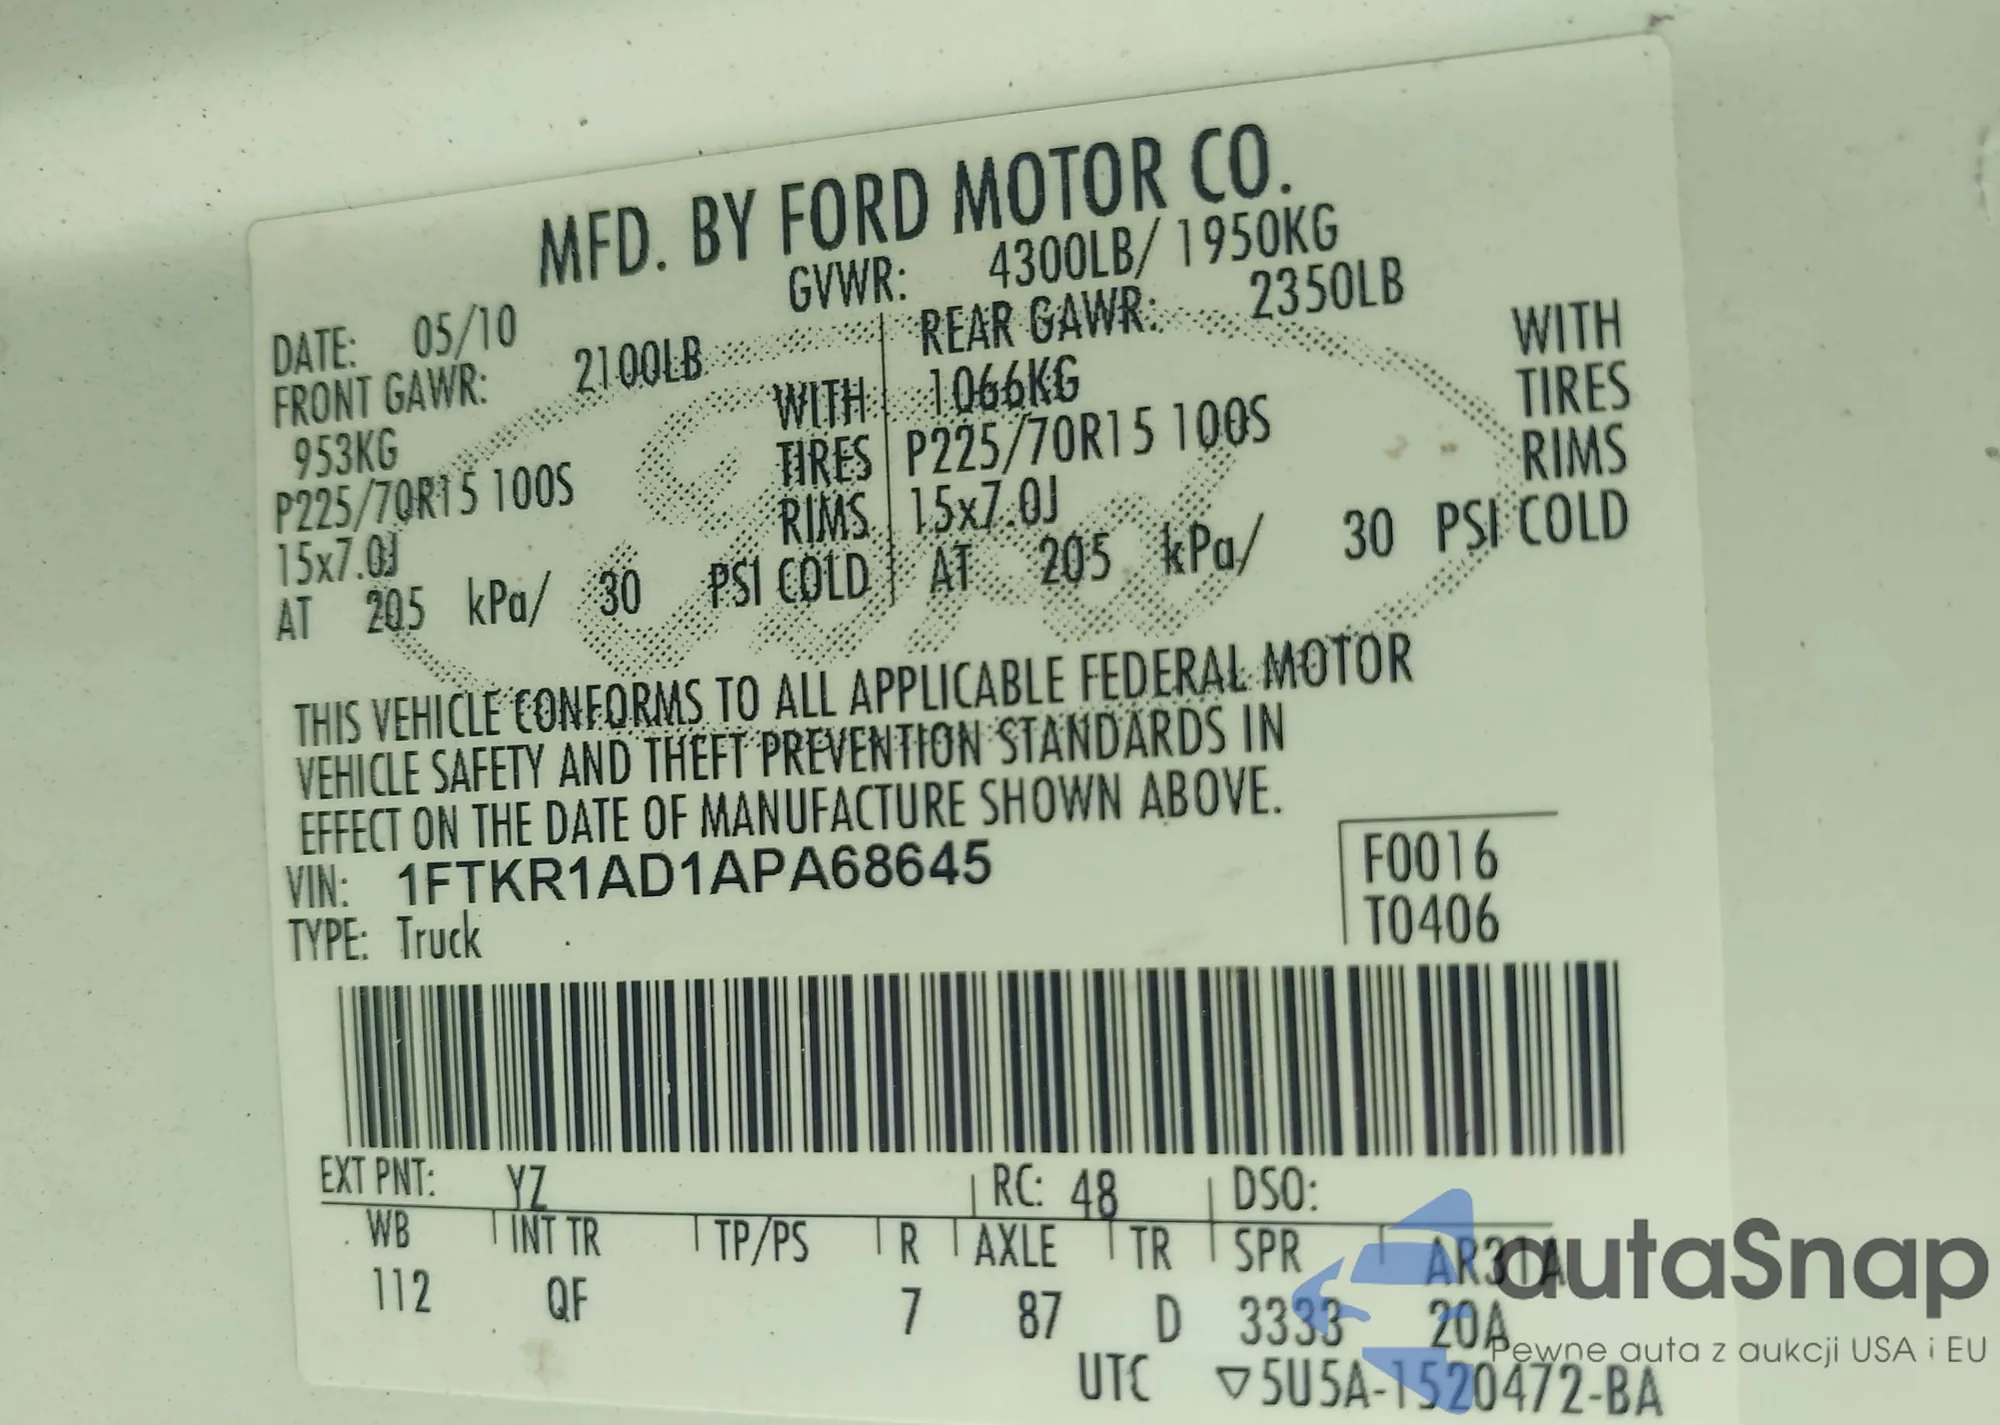 MFD. BY FORD MOTOR CO.
DATE: 05/10 GVWR: 4300LB/ 1950KG
FRONT GAWR: 2100LB REAR GAWR: 2350LB
953KG WITH 1066KG WITH
P225/70R15 100S TIRES P225/70R15 100S TIRES
15x7.0J RIMS 15x7.0J RIMS
AT 205 kPa/ 30 PSI COLD AT 205 kPa/ 30 PSI COLD
THIS VEHICLE CONFORMS TO ALL APPLICABLE FEDERAL MOTOR
VEHICLE SAFETY AND THEFT PREVENTION STANDARDS IN
EFFECT ON THE DATE OF MANUFACTURE SHOWN ABOVE.
VIN: 1FTKR1AD1APA68645 F0016
TYPE: Truck T0406
EXT PNT: YZ RC: 48 DSO:
WB INT TR TP/PS R AXLE TR SPR AR31A
112 QF 7 87 D 3333 20A
UTC ▽5U5A-1520472-BA
autaSnap
Pewne auta z aukcji USA i EU